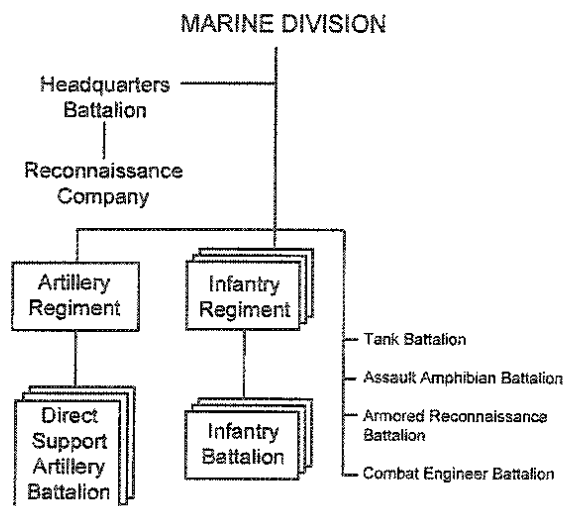 MARINE DIVISION
Headquarters
Battalion
Reconnaissance
Company
Artillery
Regiment
Infantry
Regiment
Direct
Support
Artillery
Battalion
Infantry
Battalion
Tank Battalion
Assault Amphibian Battalion
Armored Reconnaissance
Battalion
Combat Engineer Battalion